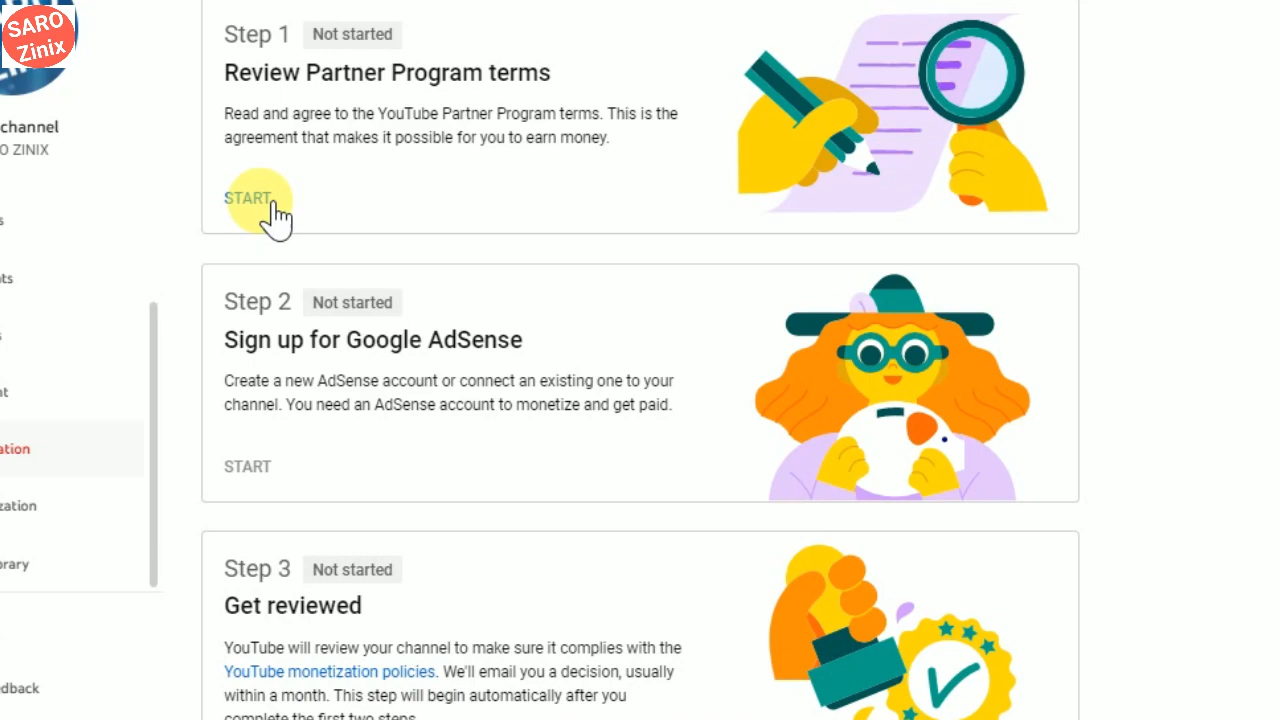 SARO
Zinix
channel
O ZINIX
Step 1 Not started
Review Partner Program terms
Read and agree to the YouTube Partner Program terms. This is the
agreement that makes it possible for you to earn money.
START
Step 2 Not started
Sign up for Google AdSense
Create a new AdSense account or connect an existing one to your
channel. You need an AdSense account to monetize and get paid.
START
Step 3 Not started
Get reviewed
YouTube will review your channel to make sure it complies with the
YouTube monetization policies. We'll email you a decision, usually
within a month. This step will begin automatically after you
complete the first two steps.